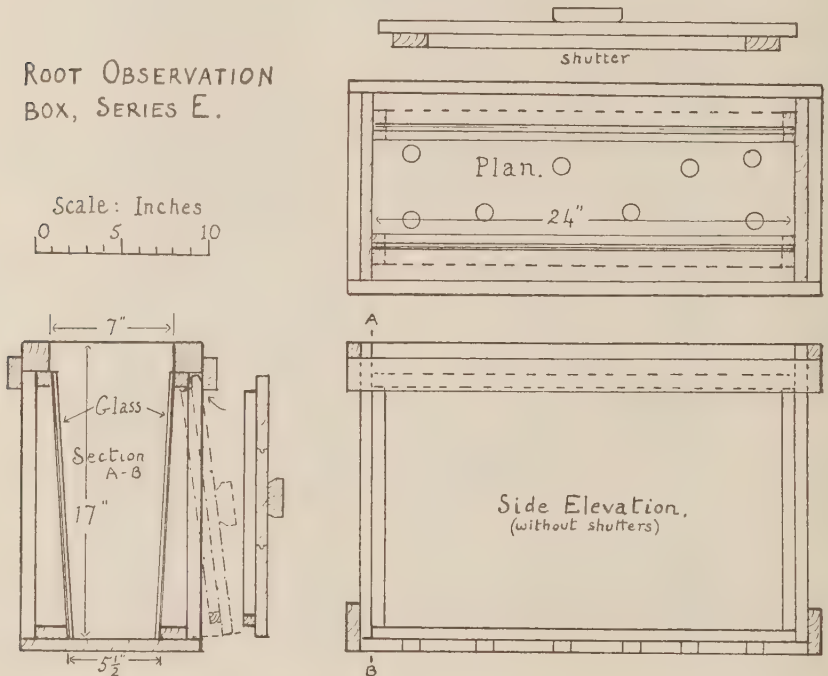 ROOT OBSERVATION
BOX, SERIES E.
Scale: Inches
0 5 10
shutter
Plan.
24"
7"
Glass
Section
A-B
17"
5½"
A
Side Elevation.
(without shutters)
B